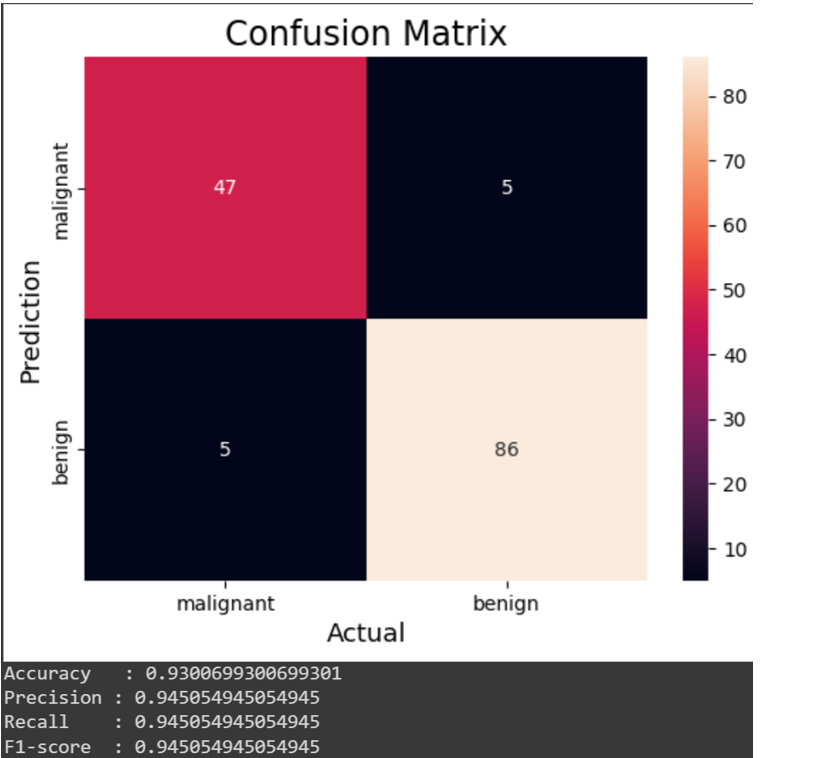 Confusion Matrix
malignant
47
5
80
70
60
50
40
30
20
10
Prediction
benign
5
86
malignant
benign
Actual
Accuracy   : 0.9300699300699301
Precision : 0.945054945054945
Recall    : 0.945054945054945
F1-score  : 0.945054945054945